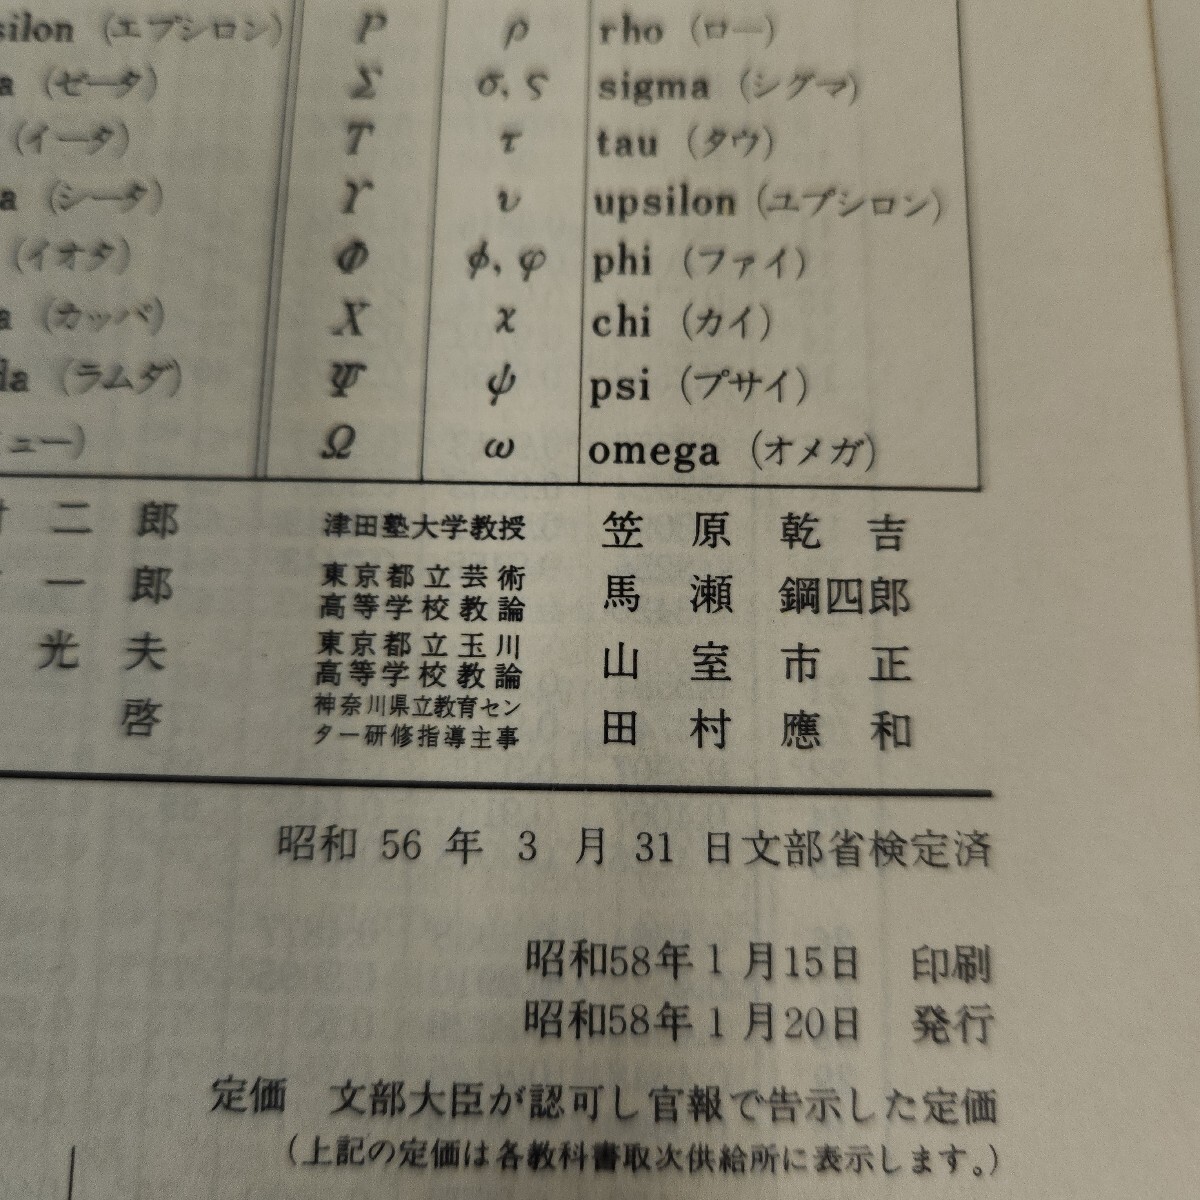 silon (エプシロン) Ρ ρ rho (ロー)
a (ゼータ) Σ σ, ς sigma (シグマ)
(イータ) Τ τ tau (タウ)
a (シータ) ϒ υ upsilon (ユプシロン)
(イオタ) Φ ϕ, φ phi (ファイ)
a (カッパ) Χ χ chi (カイ)
da (ラムダ) Ψ ψ psi (プサイ)
ュー) Ω ω omega (オメガ)
二郎 津田塾大学教授 笠原乾吉
一郎 東京都立芸術 馬瀬鋼四郎
高等学校教諭
光夫 東京都立玉川 山室市正
高等学校教諭
啓 神奈川県立教育セン 田村應和
ター研修指導主事
昭和 56 年 3 月 31 日文部省検定済
昭和58年1月15日 印刷
昭和58年1月20日 発行
定価 文部大臣が認可し官報で告示した定価
(上記の定価は各教科書取次供給所に表示します。)